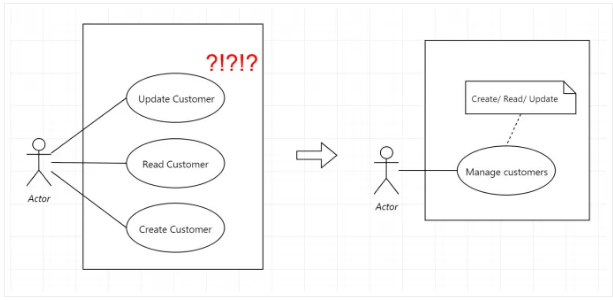 ?!?!?
Update Customer
Read Customer
Create Customer
Actor
Create/ Read/ Update
Manage customers
Actor